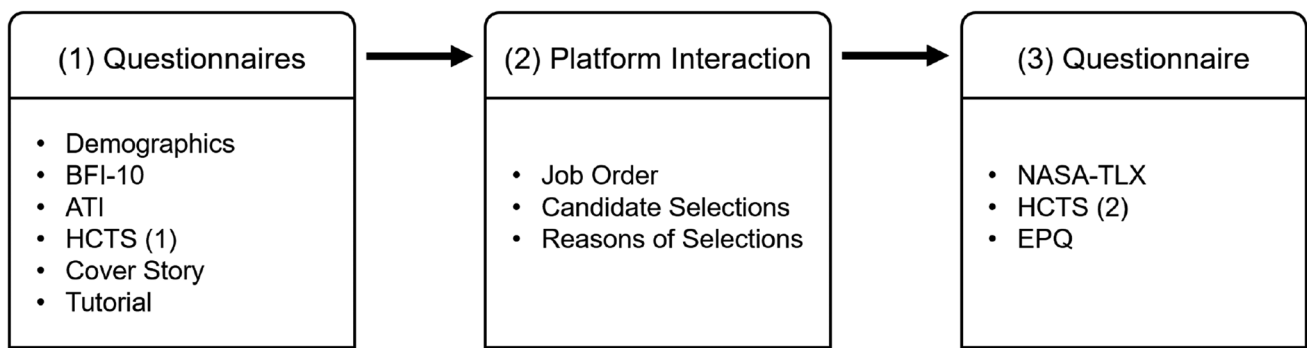 (1) Questionnaires
• Demographics
• BFI-10
• ATI
• HCTS (1)
• Cover Story
• Tutorial
(2) Platform Interaction
• Job Order
• Candidate Selections
• Reasons of Selections
(3) Questionnaire
• NASA-TLX
• HCTS (2)
• EPQ